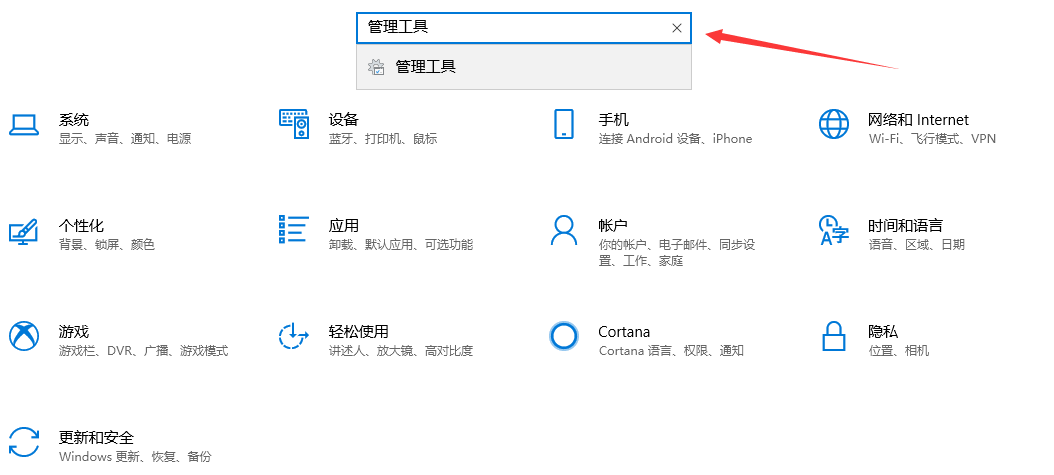 管理工具
管理工具
系统
显示、声音、通知、电源
设备
蓝牙、打印机、鼠标
手机
连接 Android 设备、iPhone
网络和 Internet
Wi-Fi、飞行模式、VPN
个性化
背景、锁屏、颜色
应用
卸载、默认应用、可选功能
帐户
你的帐户、电子邮件、同步设
置、工作、家庭
时间和语言
语音、区域、日期
游戏
游戏栏、DVR、广播、游戏模式
轻松使用
讲述人、放大镜、高对比度
Cortana
Cortana 语言、权限、通知
隐私
位置、相机
更新和安全
Windows 更新、恢复、备份